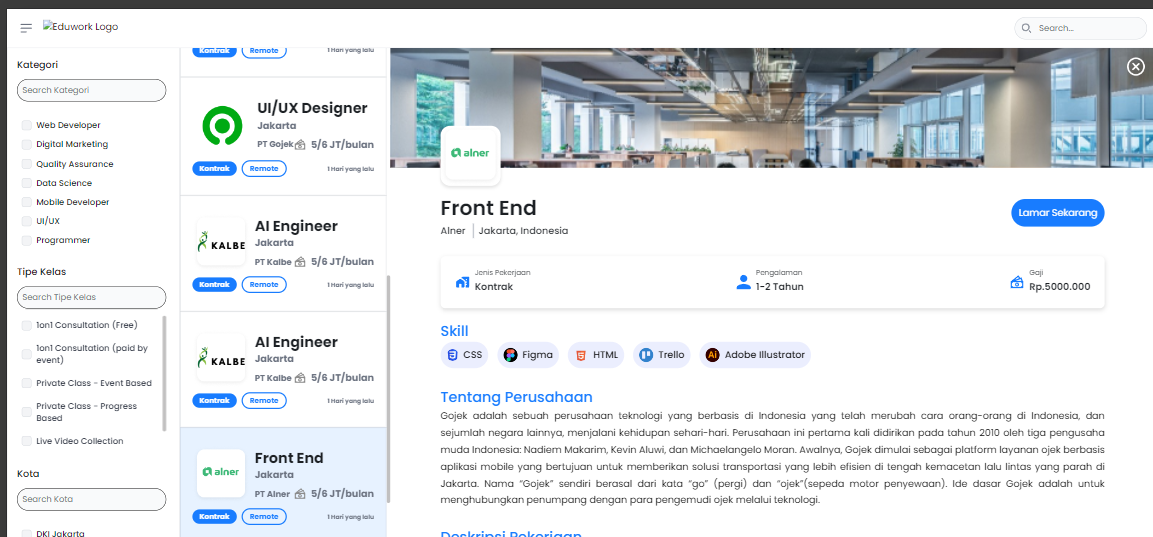 Eduwork Logo
Search...
Kategori
Search Kategori
Web Developer
Digital Marketing
Quality Assurance
Data Science
Mobile Developer
UI/UX
Programmer
Tipe Kelas
Search Tipe Kelas
1on1 Consultation (Free)
1on1 Consultation (paid by
event)
Private Class - Event Based
Private Class - Progress
Based
Live Video Collection
Kota
Search Kota
DKI Jakarta
Kontrak Remote 1 Hari yang lalu
UI/UX Designer
Jakarta
PT Gojek 5/6 JT/bulan
Kontrak Remote 1 Hari yang lalu
KALBE
AI Engineer
Jakarta
PT Kalbe 5/6 JT/bulan
Kontrak Remote 1 Hari yang lalu
KALBE
AI Engineer
Jakarta
PT Kalbe 5/6 JT/bulan
Kontrak Remote 1 Hari yang lalu
alner
Front End
Jakarta
PT Alner 5/6 JT/bulan
Kontrak Remote 1 Hari yang lalu
alner
Front End
Alner Jakarta, Indonesia
Lamar Sekarang
Jenis Pekerjaan
Kontrak
Pengalaman
1-2 Tahun
Gaji
Rp.5000.000
Skill
CSS Figma HTML Trello Ai Adobe Illustrator
Tentang Perusahaan
Gojek adalah sebuah perusahaan teknologi yang berbasis di Indonesia yang telah merubah cara orang-orang di Indonesia, dan
sejumlah negara lainnya, menjalani kehidupan sehari-hari. Perusahaan ini pertama kali didirikan pada tahun 2010 oleh tiga pengusaha
muda Indonesia: Nadiem Makarim, Kevin Aluwi, dan Michaelangelo Moran. Awalnya, Gojek dimulai sebagai platform layanan ojek berbasis
aplikasi mobile yang bertujuan untuk memberikan solusi transportasi yang lebih efisien di tengah kemacetan lalu lintas yang parah di
Jakarta. Nama “Gojek” sendiri berasal dari kata “go” (pergi) dan “ojek”(sepeda motor penyewaan). Ide dasar Gojek adalah untuk
menghubungkan penumpang dengan para pengemudi ojek melalui teknologi.
Deskripsi Pekerjaan